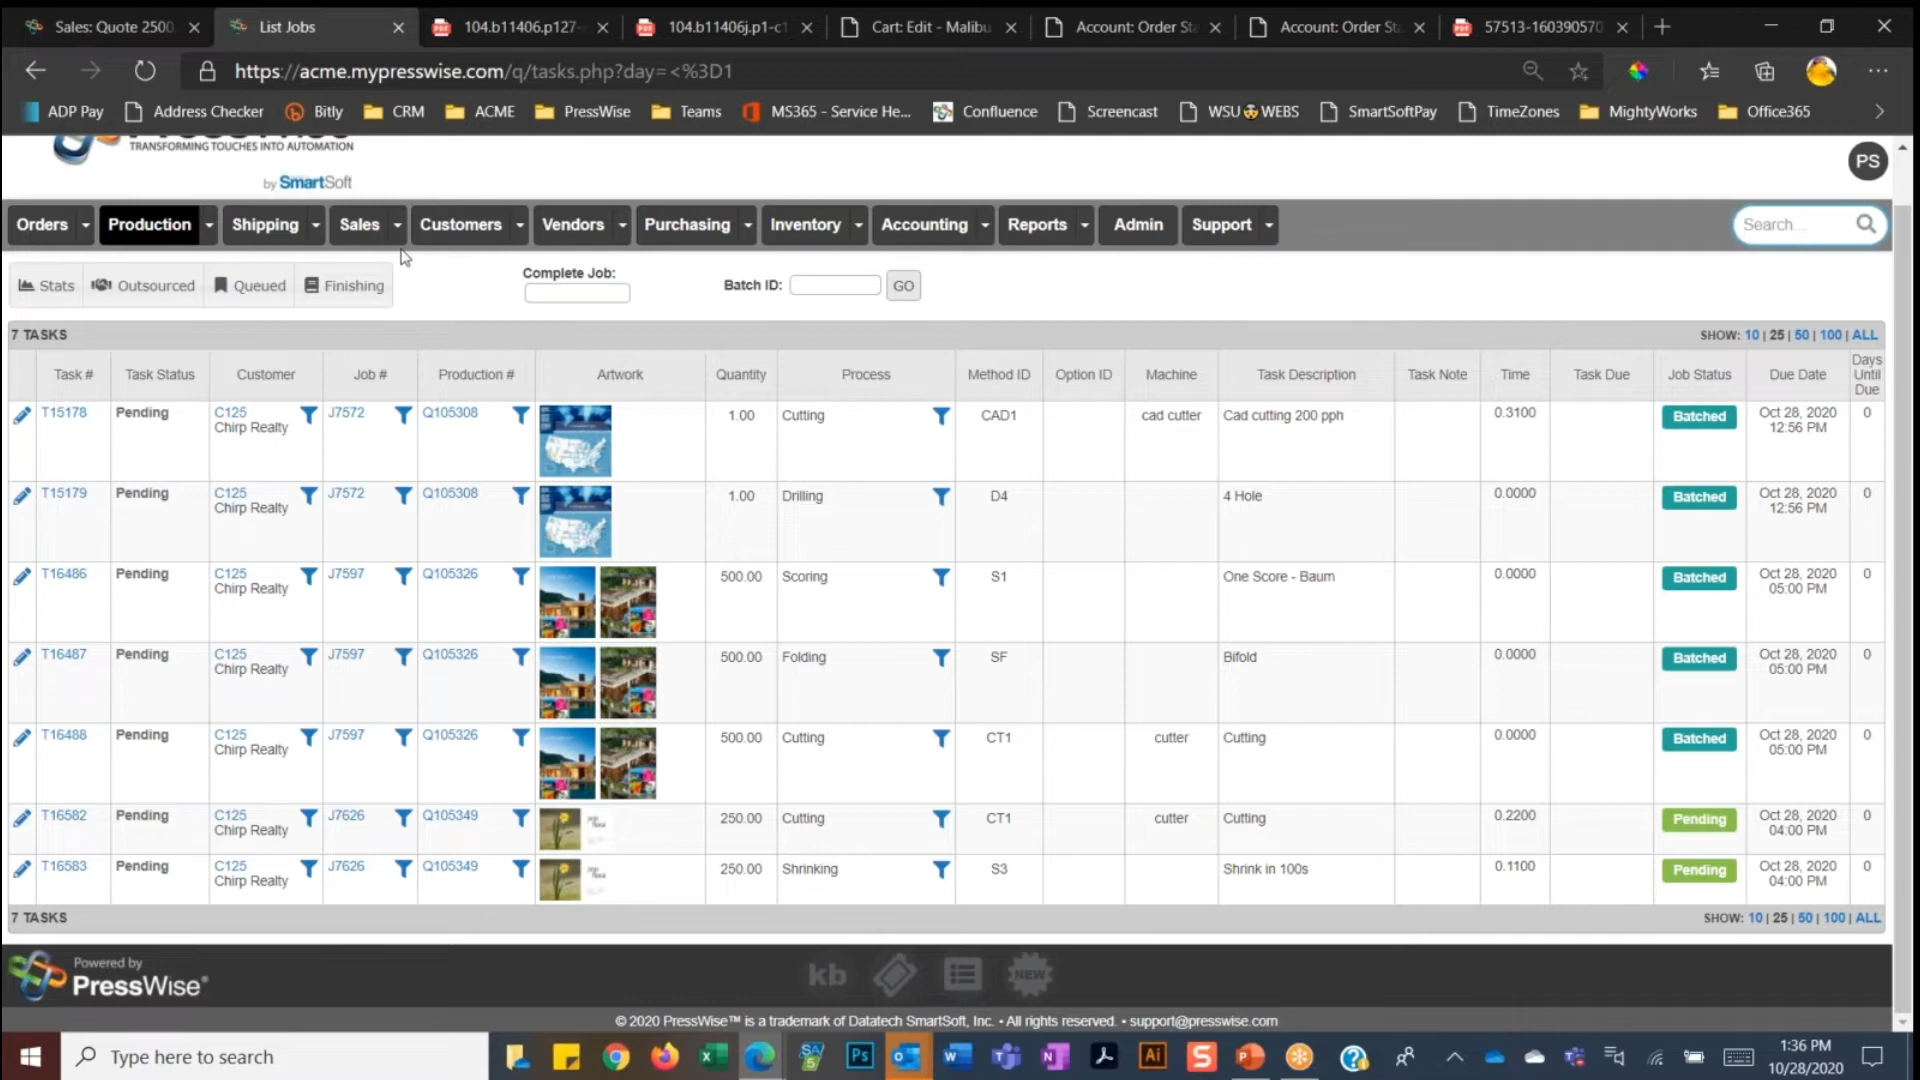 Sales: Quote 2500
List Jobs
104.b11406.p127-
104.b11406j.p1-c1
Cart: Edit - Malibu
Account: Order Sta
Account: Order Sta
57513-160390570
https://acme.mypresswise.com/q/tasks.php?day=<%3D1
ADP Pay
Address Checker
Bitly
CRM
ACME
PressWise
Teams
MS365 - Service He...
Confluence
Screencast
WSU WEBS
SmartSoftPay
TimeZones
MightyWorks
Office365
TRANSFORMING TOUCHES INTO AUTOMATION
by SmartSoft
PS
Orders
Production
Shipping
Sales
Customers
Vendors
Purchasing
Inventory
Accounting
Reports
Admin
Support
Search...
Stats
Outsourced
Queued
Finishing
Complete Job:
Batch ID:
GO
7 TASKS
SHOW: 10 | 25 | 50 | 100 | ALL
Task # Task Status Customer Job # Production # Artwork Quantity Process Method ID Option ID Machine Task Description Task Note Time Task Due Job Status Due Date Days Until Due
T15178 Pending C125 Chirp Realty J7572 Q105308 1.00 Cutting CAD1 cad cutter Cad cutting 200 pph 0.3100 Batched Oct 28, 2020 12:56 PM 0
T15179 Pending C125 Chirp Realty J7572 Q105308 1.00 Drilling D4 4 Hole 0.0000 Batched Oct 28, 2020 12:56 PM 0
T16486 Pending C125 Chirp Realty J7597 Q105326 500.00 Scoring S1 One Score - Baum 0.0000 Batched Oct 28, 2020 05:00 PM 0
T16487 Pending C125 Chirp Realty J7597 Q105326 500.00 Folding SF Bifold 0.0000 Batched Oct 28, 2020 05:00 PM 0
T16488 Pending C125 Chirp Realty J7597 Q105326 500.00 Cutting CT1 cutter Cutting 0.0000 Batched Oct 28, 2020 05:00 PM 0
T16582 Pending C125 Chirp Realty J7626 Q105349 250.00 Cutting CT1 cutter Cutting 0.2200 Pending Oct 28, 2020 04:00 PM 0
T16583 Pending C125 Chirp Realty J7626 Q105349 250.00 Shrinking S3 Shrink in 100s 0.1100 Pending Oct 28, 2020 04:00 PM 0
7 TASKS
SHOW: 10 | 25 | 50 | 100 | ALL
Powered by
PressWise®
kb
NEW
© 2020 PressWise™ is a trademark of Datatech SmartSoft, Inc. • All rights reserved. • support@presswise.com
Type here to search
1:36 PM
10/28/2020